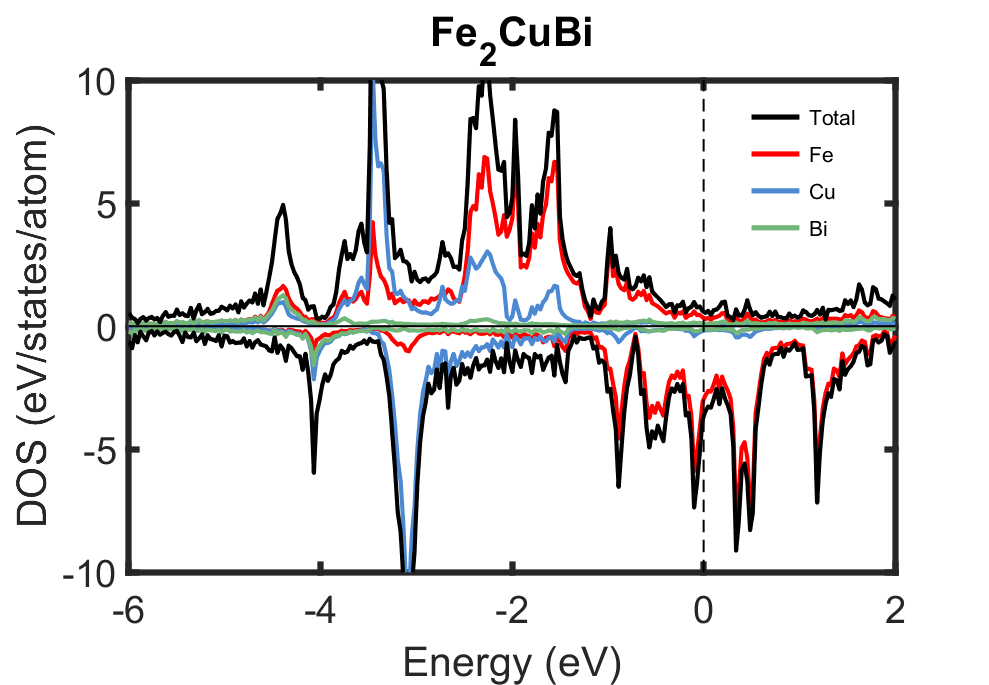 Fe2CuBi
10
5
0
-5
-10
DOS (eV/states/atom)
Total
Fe
Cu
Bi
-6 -4 -2 0 2
Energy (eV)